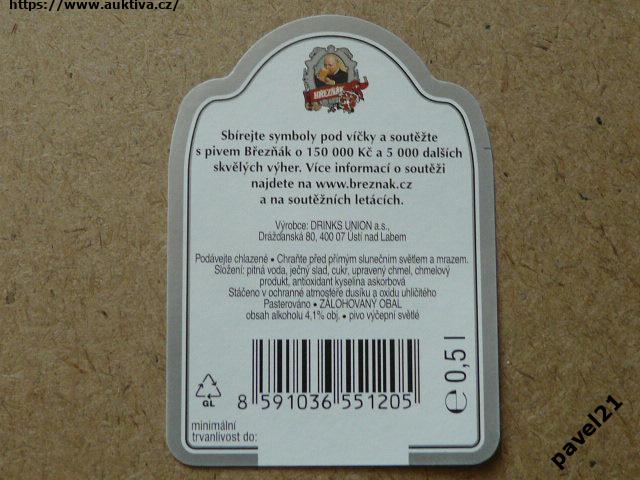 https://www.auktiva.cz/
BŘEZŇÁK
Sbírejte symboly pod víčky a soutěžte
s pivem Březňák o 150 000 Kč a 5 000 dalších
skvělých výher. Více informací o soutěži
najdete na www.breznak.cz
a na soutěžních letácích.
Výrobce: DRINKS UNION a.s.,
Drážďanská 80, 400 07 Ústí nad Labem
Podávejte chlazené • Chraňte před přímým slunečním světlem a mrazem.
Složení: pitná voda, ječný slad, cukr, upravený chmel, chmelový
produkt, antioxidant kyselina askorbová
Stáčeno v ochranné atmosféře dusíku a oxidu uhličitého
Pasterováno • ZÁLOHOVANÝ OBAL
obsah alkoholu 4,1% obj. • pivo výčepní světlé
GL
8 591036 551205
℮ 0,5 l
minimální
trvanlivost do:
pavel21